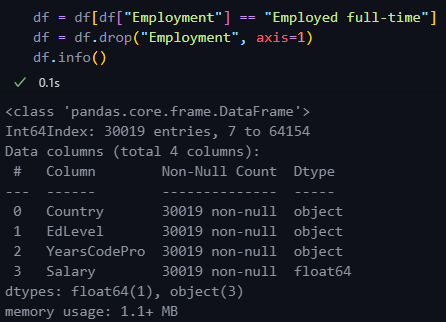 df = df[df["Employment"] == "Employed full-time"]
df = df.drop("Employment", axis=1)
df.info()
✓ 0.1s
<class 'pandas.core.frame.DataFrame'>
Int64Index: 30019 entries, 7 to 64154
Data columns (total 4 columns):
 #   Column       Non-Null Count  Dtype
---  ------       --------------  -----
 0   Country      30019 non-null  object
 1   EdLevel      30019 non-null  object
 2   YearsCodePro 30019 non-null  object
 3   Salary       30019 non-null  float64
dtypes: float64(1), object(3)
memory usage: 1.1+ MB